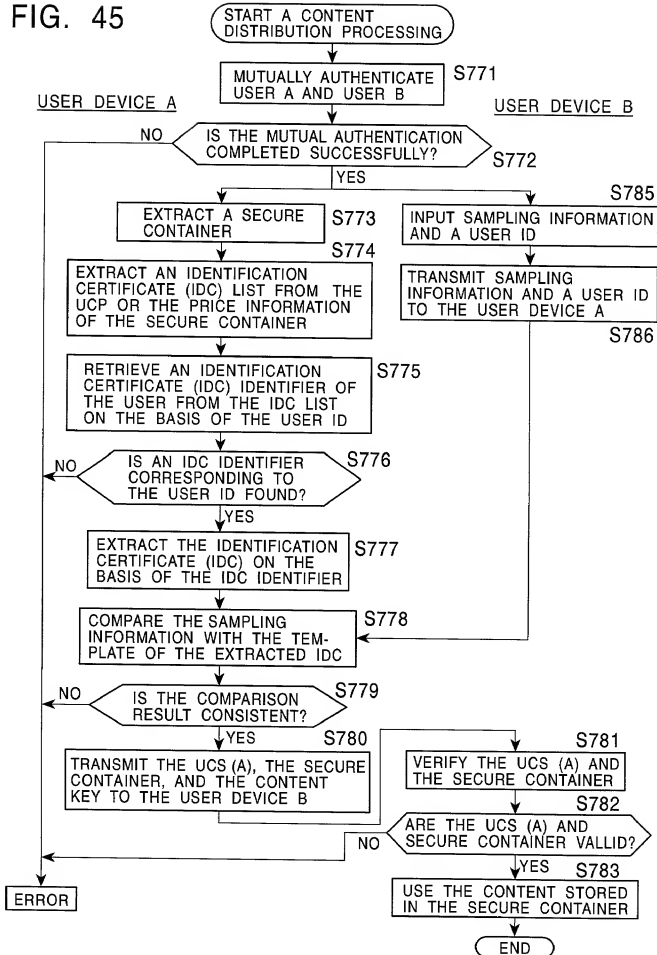 FIG. 45
START A CONTENT
DISTRIBUTION PROCESSING
MUTUALLY AUTHENTICATE
USER A AND USER B
S771
USER DEVICE A
USER DEVICE B
NO
IS THE MUTUAL AUTHENTICATION
COMPLETED SUCCESSFULLY?
S772
YES
EXTRACT A SECURE
CONTAINER
S773
S785
INPUT SAMPLING INFORMATION
AND A USER ID
S774
EXTRACT AN IDENTIFICATION
CERTIFICATE (IDC) LIST FROM THE
UCP OR THE PRICE INFORMATION
OF THE SECURE CONTAINER
TRANSMIT SAMPLING
INFORMATION AND A USER ID
TO THE USER DEVICE A
S786
RETRIEVE AN IDENTIFICATION
CERTIFICATE (IDC) IDENTIFIER OF
THE USER FROM THE IDC LIST
ON THE BASIS OF THE USER ID
S775
NO
IS AN IDC IDENTIFIER
CORRESPONDING TO
THE USER ID FOUND?
S776
YES
EXTRACT THE IDENTIFICATION
CERTIFICATE (IDC) ON THE
BASIS OF THE IDC IDENTIFIER
S777
COMPARE THE SAMPLING
INFORMATION WITH THE TEM-
PLATE OF THE EXTRACTED IDC
S778
NO
IS THE COMPARISON
RESULT CONSISTENT?
S779
YES
S780
TRANSMIT THE UCS (A), THE SECURE
CONTAINER, AND THE CONTENT
KEY TO THE USER DEVICE B
S781
VERIFY THE UCS (A) AND
THE SECURE CONTAINER
S782
ARE THE UCS (A) AND
SECURE CONTAINER VALLID?
NO
YES
S783
USE THE CONTENT STORED
IN THE SECURE CONTAINER
ERROR
END